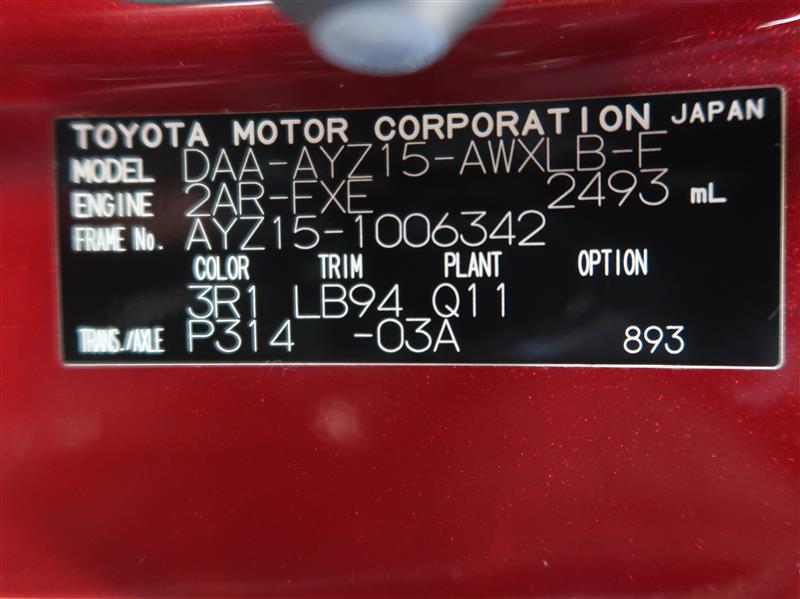 TOYOTA MOTOR CORPORATION JAPAN
MODEL DAA-AYZ15-AWXLB-F
ENGINE 2AR-FXE 2493 mL
FRAME No. AYZ15-1006342
COLOR TRIM PLANT OPTION
3R1 LB94 Q11
TRANS./AXLE P314 -03A 893